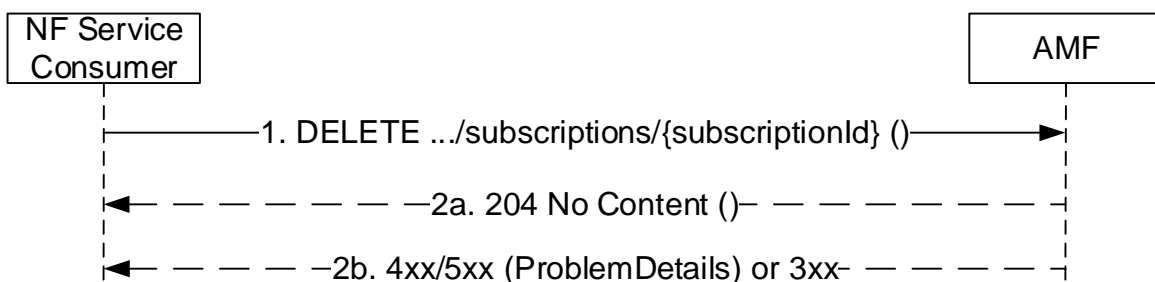 NF Service
Consumer
AMF
1. DELETE .../subscriptions/{subscriptionId} ()
2a. 204 No Content ()
2b. 4xx/5xx (ProblemDetails) or 3xx